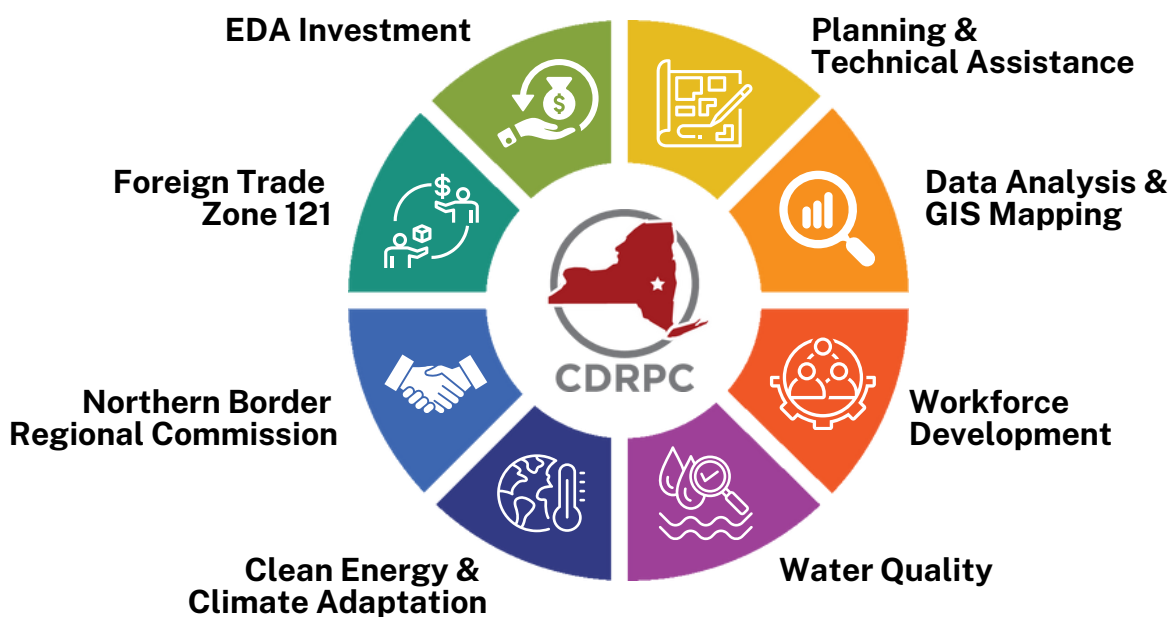 EDA Investment
Planning &
Technical Assistance
Foreign Trade
Zone 121
$
$
Data Analysis &
GIS Mapping
CDRPC
Northern Border
Regional Commission
Workforce
Development
Clean Energy &
Climate Adaptation
Water Quality